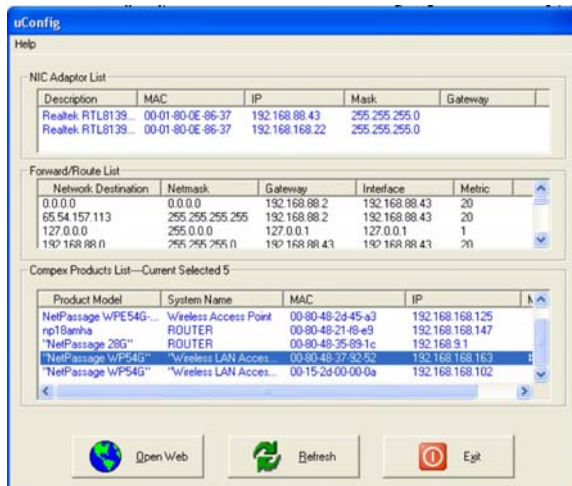 uConfig
Help
NIC Adaptor List
Description MAC IP Mask Gateway
Realtek RTL8139... 00-01-80-0E-86-37 192.168.88.43 255.255.255.0
Realtek RTL8139... 00-01-80-0E-86-37 192.168.168.22 255.255.255.0
Forward/Route List
Network Destination Netmask Gateway Interface Metric
0.0.0.0 0.0.0.0 192.168.88.2 192.168.88.43 20
65.54.157.113 255.255.255.255 192.168.88.2 192.168.88.43 20
127.0.0.0 255.0.0.0 127.0.0.1 127.0.0.1 1
192.168.88.0 255.255.255.0 192.168.88.43 192.168.88.43 20
Compex Products List---Current Selected 5
Product Model System Name MAC IP
NetPassage WPE54G-... Wireless Access Point 00-80-48-2d-45-a3 192.168.168.125
np18amha ROUTER 00-80-48-21-f8-e9 192.168.168.147
"NetPassage 28G" ROUTER 00-80-48-35-89-1c 192.168.9.1
"NetPassage WP54G" "Wireless LAN Acces... 00-80-48-37-92-52 192.168.168.163
"NetPassage WP54G" "Wireless LAN Acces... 00-15-2d-00-00-0a 192.168.168.102
Open Web Refresh Exit